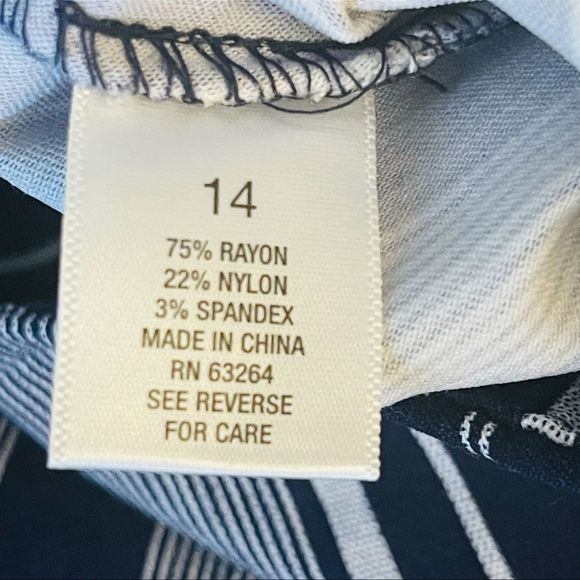 14
75% RAYON
22% NYLON
3% SPANDEX
MADE IN CHINA
RN 63264
SEE REVERSE
FOR CARE